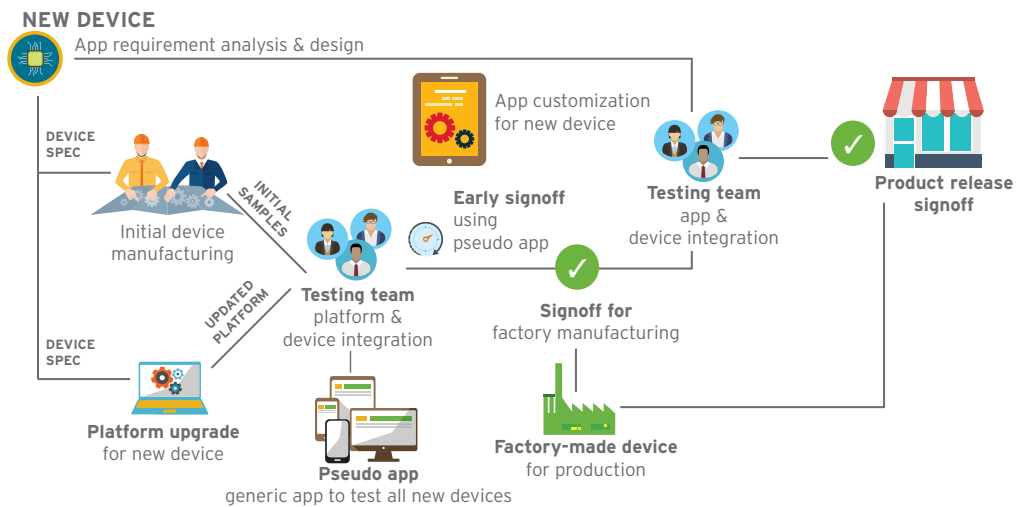 NEW DEVICE
App requirement analysis & design
App customization
for new device
DEVICE
SPEC
INITIAL
SAMPLES
Initial device
manufacturing
Early signoff
using
pseudo app
Testing team
app &
device integration
Product release
signoff
UPDATED
PLATFORM
Testing team
platform &
device integration
Signoff for
factory manufacturing
DEVICE
SPEC
Platform upgrade
for new device
Pseudo app
generic app to test all new devices
Factory-made device
for production